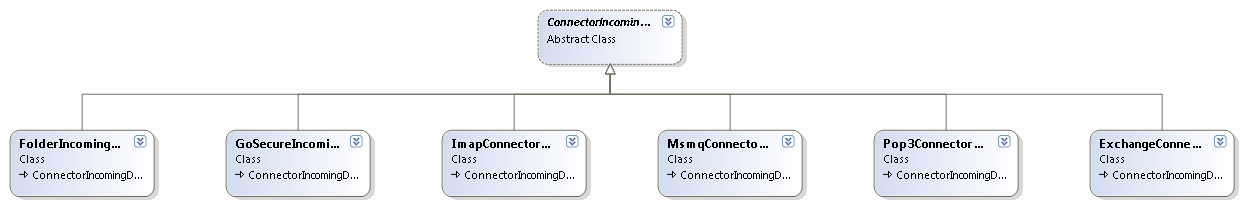 ConnectorIncomin...
Abstract Class
FolderIncoming...
Class
ConnectorIncomingD...
GoSecureIncomi...
Class
ConnectorIncomingD...
ImapConnector...
Class
ConnectorIncomingD...
MsmqConnecto...
Class
ConnectorIncomingD...
Pop3Connector...
Class
ConnectorIncomingD...
ExchangeConne...
Class
ConnectorIncomingD...